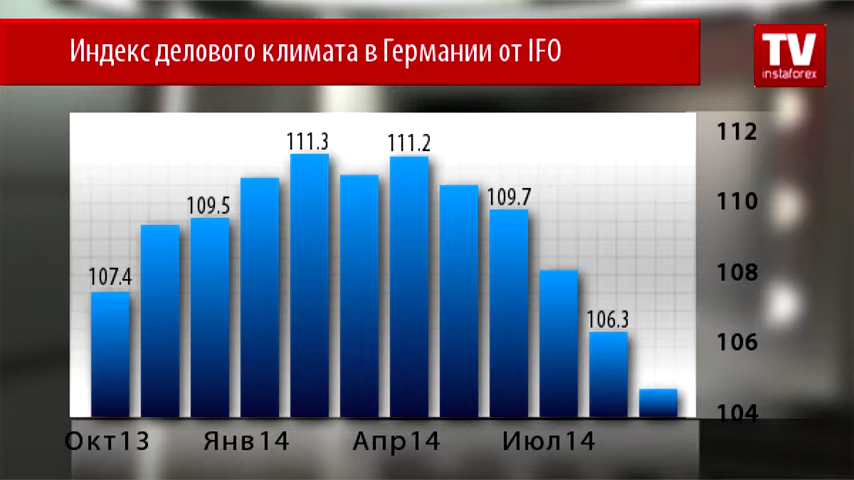 Индекс делового климата в Германии от IFO
TV
instaforex
111.3
111.2
109.5
109.7
107.4
106.3
112
110
108
106
104
Окт13
Янв14
Апр14
Июл14